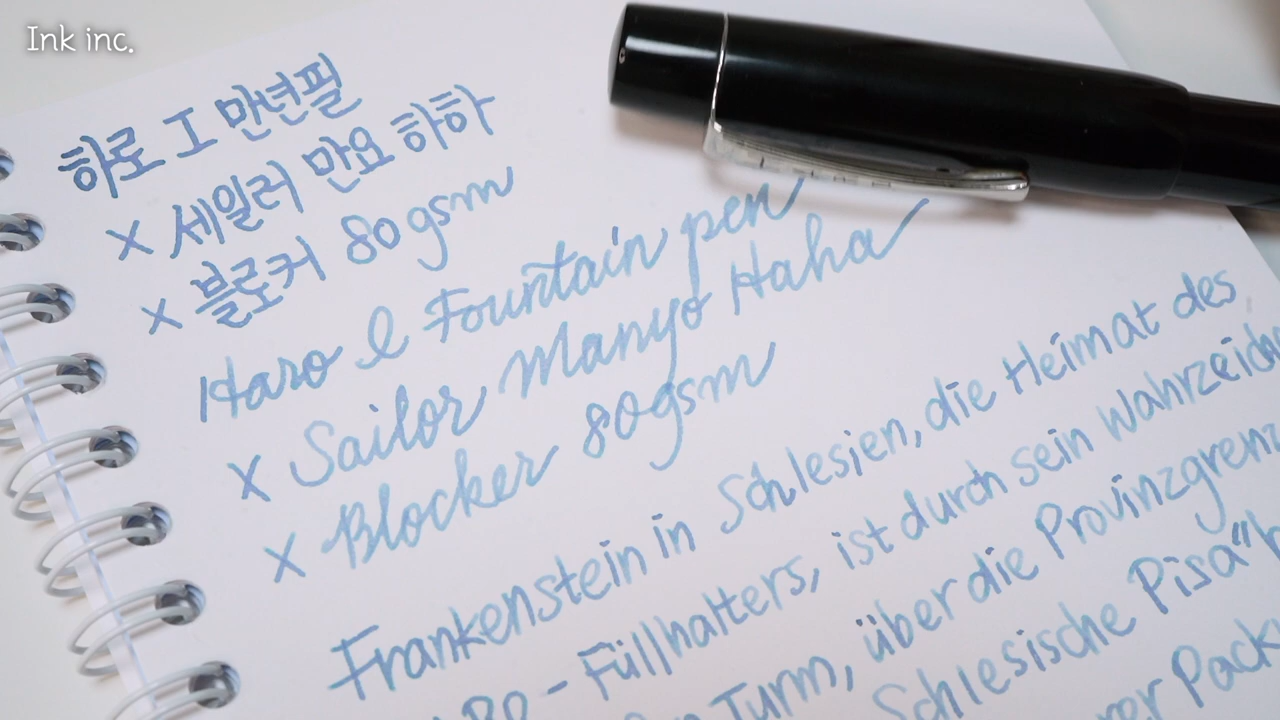 Ink inc.
하로 I 만년필
× 세일러 만요 하하
× 블로커 80gsm
Haro l Fountain pen
× Sailor Manyo Haha
× Blocker 80gsm
Frankenstein in Schlesien, die Heimat des
- Füllhalters, ist durch sein Wahrzeich
Turm, über die Provinzgrenz
Schlesische Pisa" h
Pack